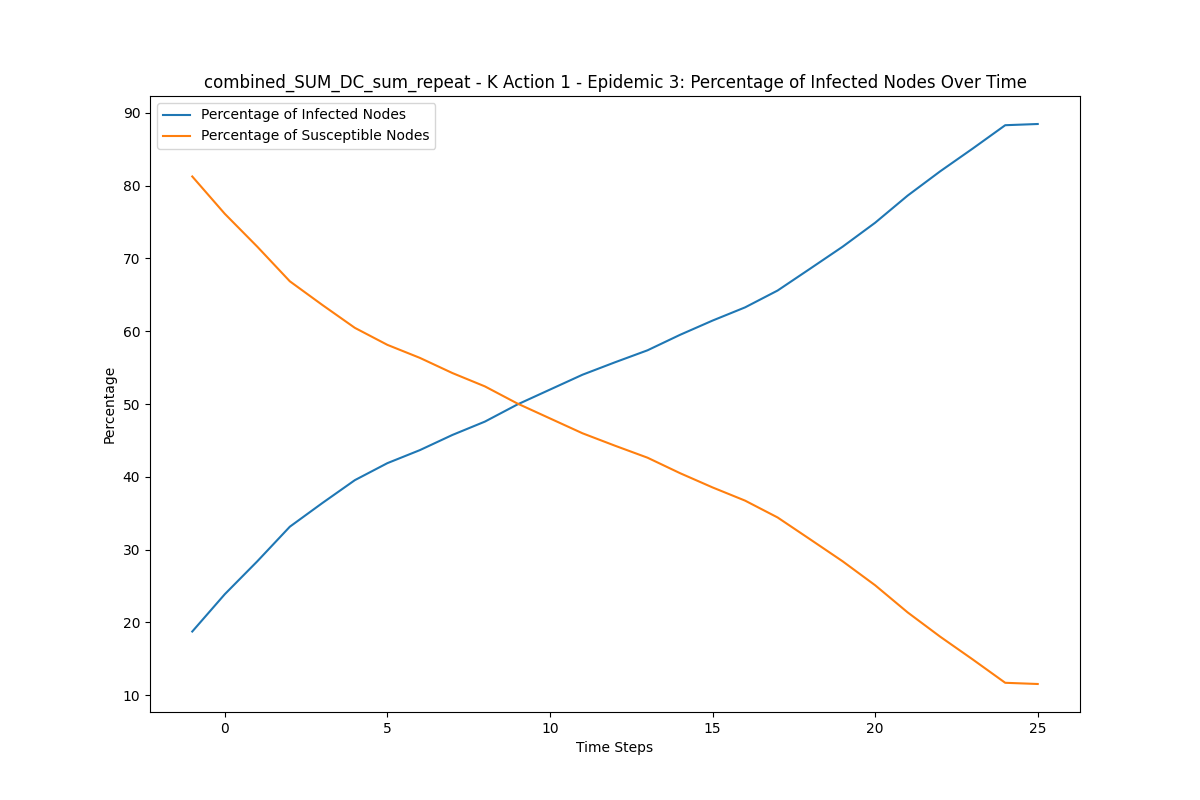 combined_SUM_DC_sum_repeat - K Action 1 - Epidemic 3: Percentage of Infected Nodes Over Time
Percentage of Infected Nodes
Percentage of Susceptible Nodes
90
80
70
60
50
40
30
20
10
Percentage
0 5 10 15 20 25
Time Steps